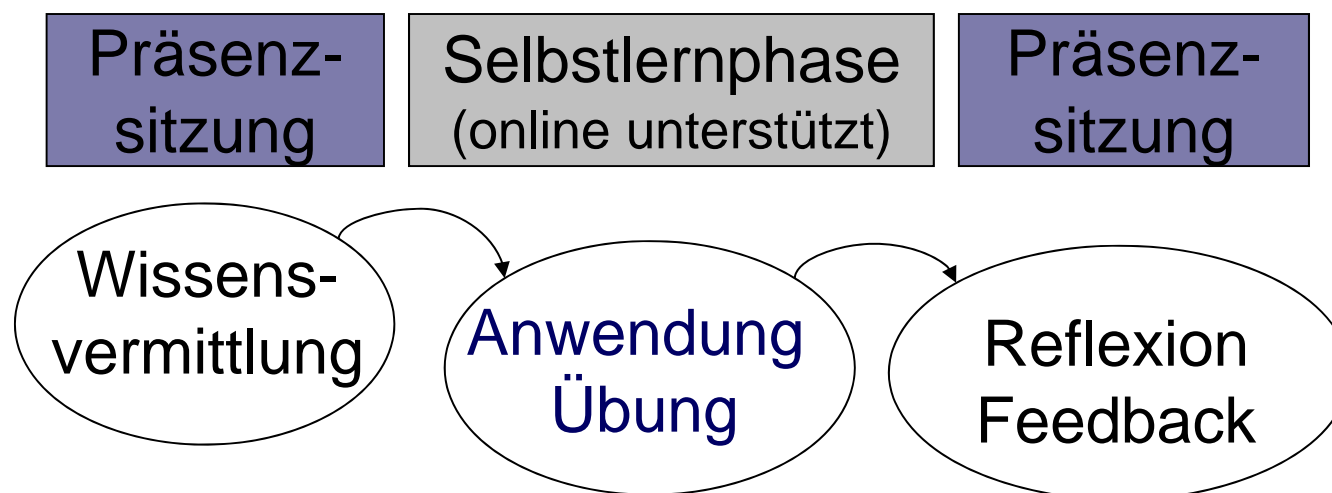 Präsenz-
sitzung
Selbstlernphase
(online unterstützt)
Präsenz-
sitzung
Wissens-
vermittlung
Anwendung
Übung
Reflexion
Feedback